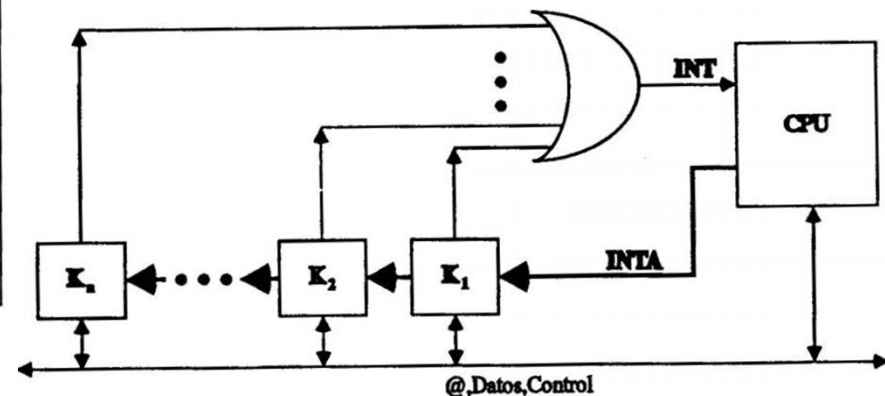 INT
CPU
Kn
K2
K1
INTA
@,Datos,Control